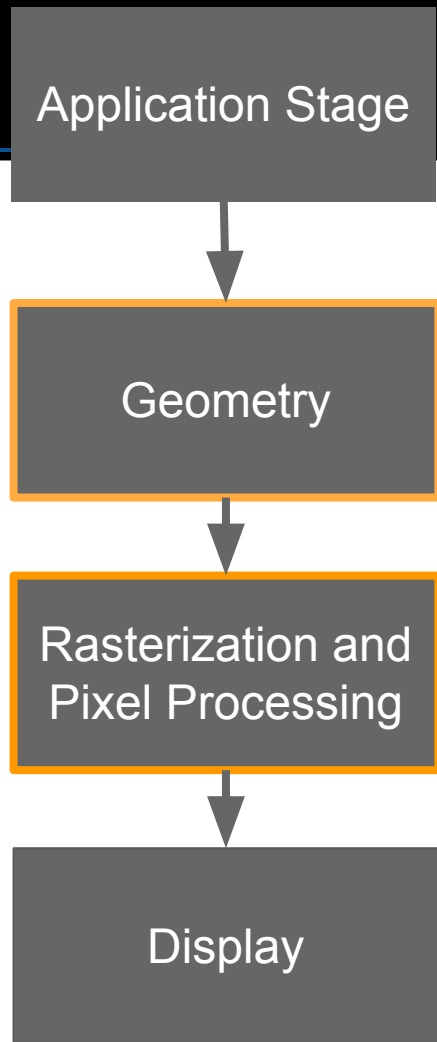 Application Stage
Geometry
Rasterization and
Pixel Processing
Display